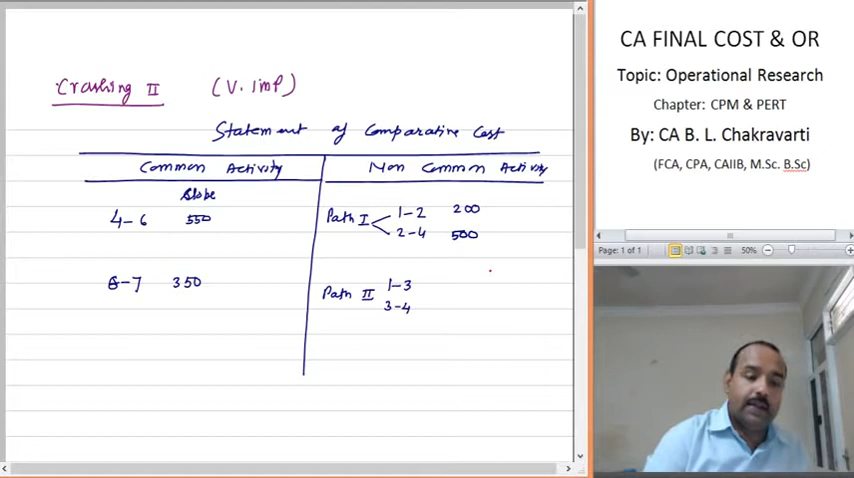 Crashing II (V. imp)
Statement of Comparative Cost
Common Activity Non Common Activity
Slope
4-6 550 Path I 1-2 200
2-4 500
6-7 350 Path II 1-3
3-4
CA FINAL COST & OR
Topic: Operational Research
Chapter: CPM & PERT
By: CA B. L. Chakravarti
(FCA, CPA, CAIIB, M.Sc. B.Sc)
Page: 1 of 1 50%